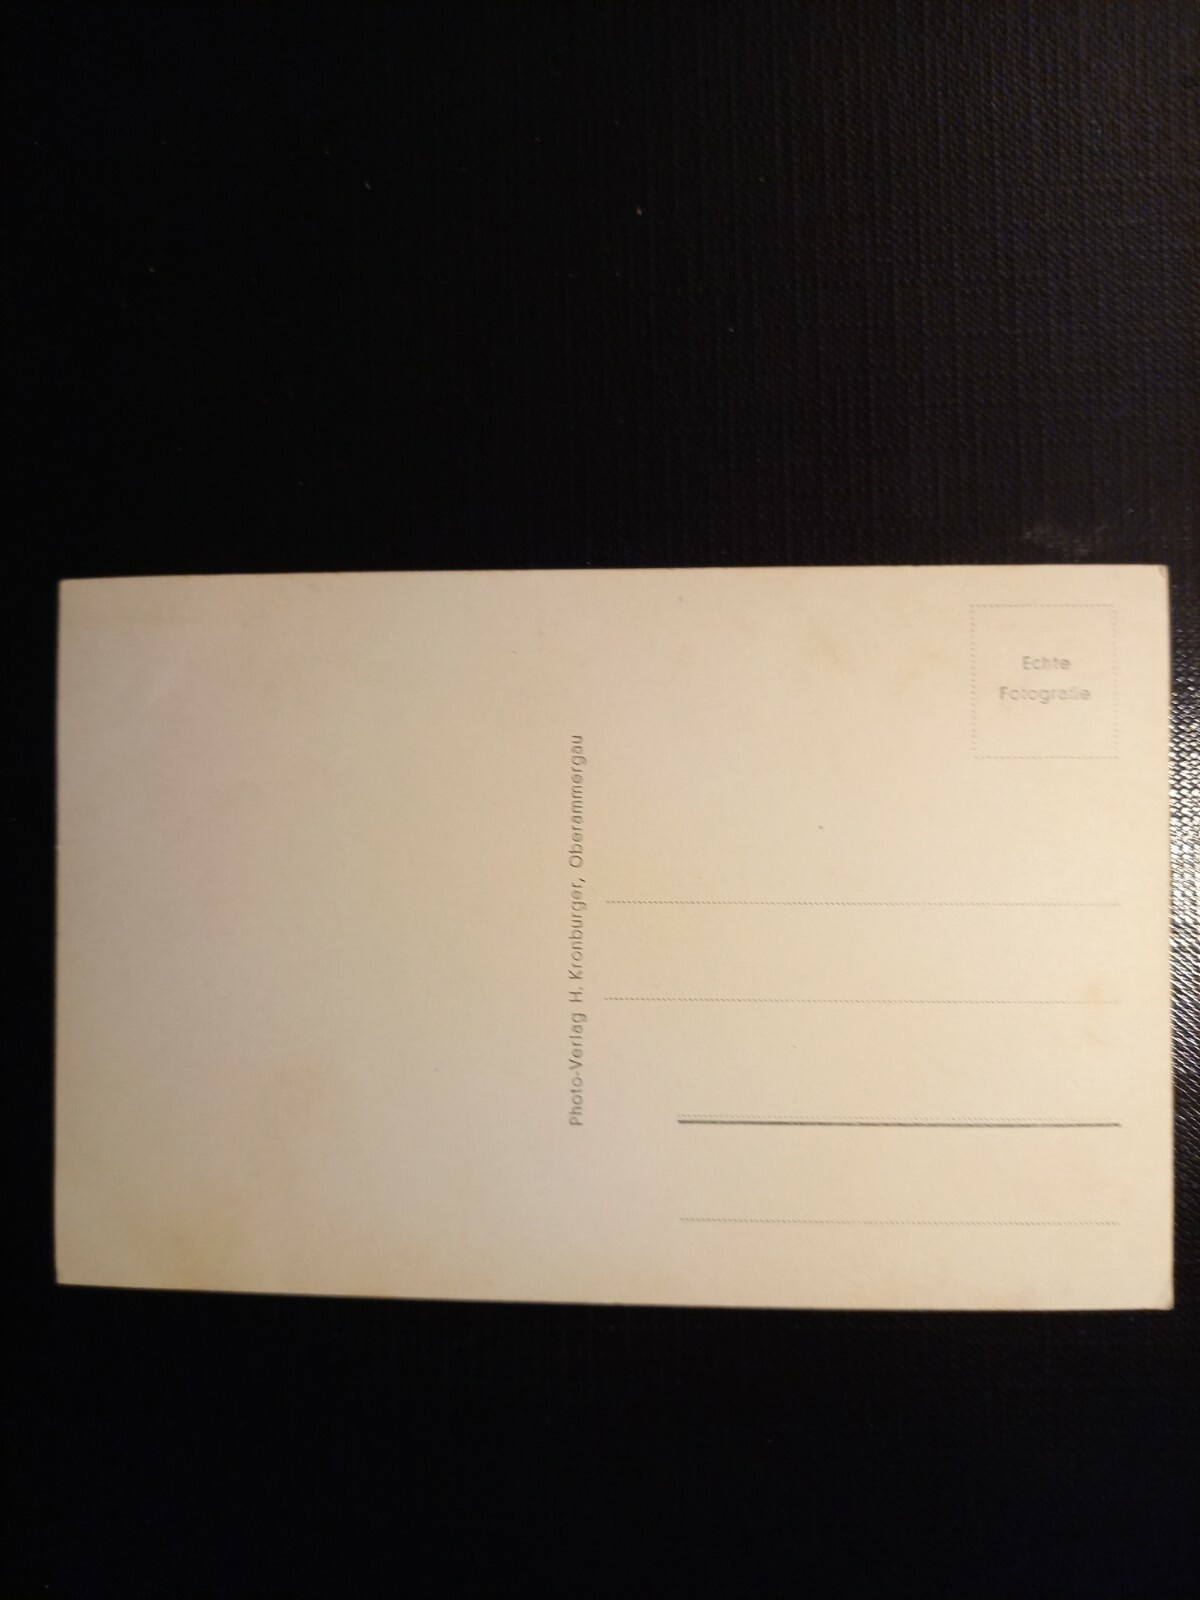 Echte
Fotografie
Photo-Verlag H. Kronburger, Oberammergau